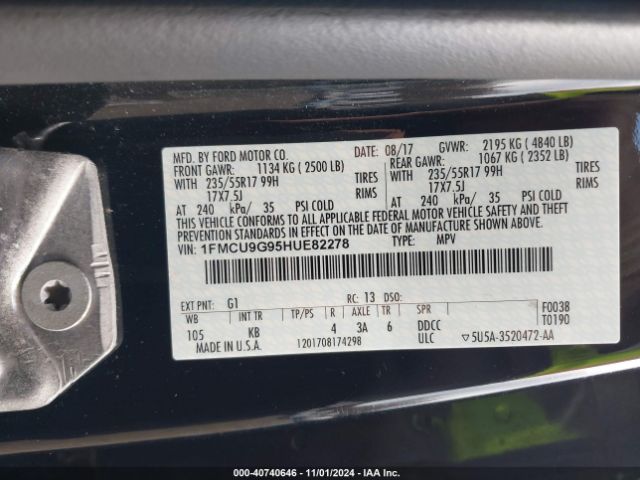 MFD. BY FORD MOTOR CO. DATE: 08/17 GVWR: 2195 KG ( 4840 LB)
FRONT GAWR: 1134 KG ( 2500 LB) REAR GAWR: 1067 KG ( 2352 LB)
WITH 235/55R17 99H TIRES WITH 235/55R17 99H TIRES
17X7.5J RIMS 17X7.5J RIMS
AT 240 kPa/ 35 PSI COLD AT 240 kPa/ 35 PSI COLD
THIS VEHICLE CONFORMS TO ALL APPLICABLE FEDERAL MOTOR VEHICLE SAFETY AND THEFT
PREVENTION STANDARDS IN EFFECT ON THE DATE OF MANUFACTURE SHOWN ABOVE.
VIN: 1FMCU9G95HUE82278 TYPE: MPV
EXT PNT: G1 RC: 13 DSO: F0038
WB INT TR TP/PS R AXLE TR SPR T0190
105 KB 4 3A 6 DDCC
MADE IN U.S.A. 1201708174298 ULC ▽5U5A-3520472-AA
000-40740646 • 11/01/2024 • IAA Inc.